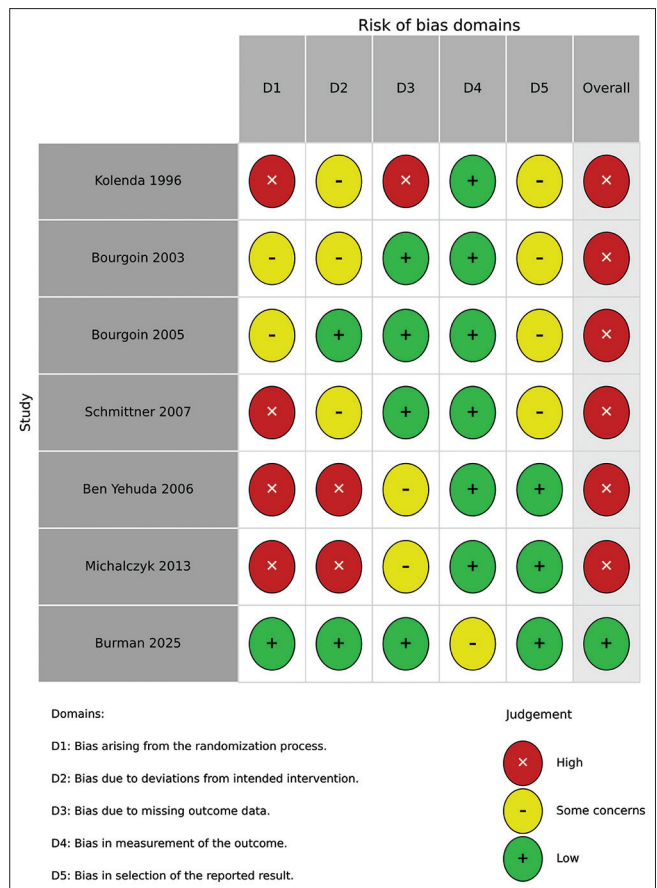 Risk of bias domains
D1 D2 D3 D4 D5 Overall
Study
Kolenda 1996 × - × + - ×
Bourgoin 2003 - - + + - ×
Bourgoin 2005 - + + + - ×
Schmittner 2007 × - + + - ×
Ben Yehuda 2006 × × - + + ×
Michalczyk 2013 × × - + + ×
Burman 2025 + + + - + +
Domains:
D1: Bias arising from the randomization process.
D2: Bias due to deviations from intended intervention.
D3: Bias due to missing outcome data.
D4: Bias in measurement of the outcome.
D5: Bias in selection of the reported result.
Judgement
× High
- Some concerns
+ Low